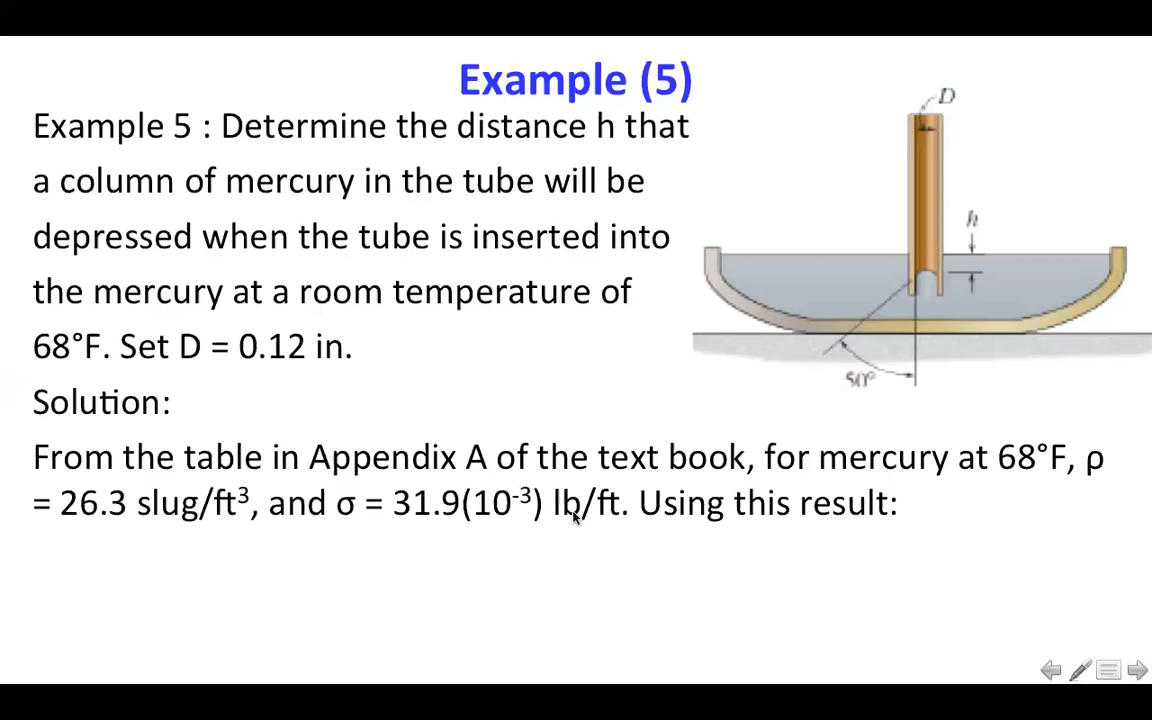 Example (5)
Example 5 : Determine the distance h that
a column of mercury in the tube will be
depressed when the tube is inserted into
the mercury at a room temperature of
68°F. Set D = 0.12 in.
Solution:
From the table in Appendix A of the text book, for mercury at 68°F, ρ
= 26.3 slug/ft³, and σ = 31.9(10⁻³) lb/ft. Using this result:
D
h
50°